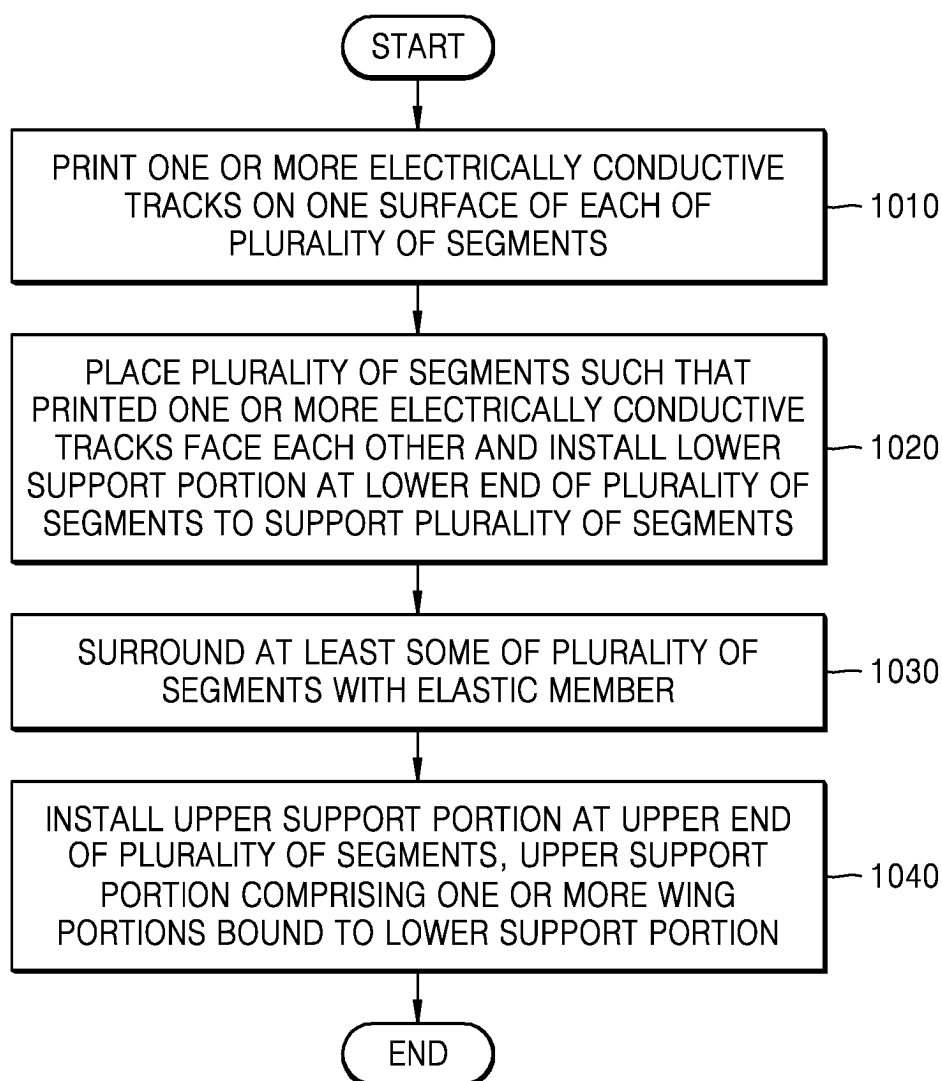 START
PRINT ONE OR MORE ELECTRICALLY CONDUCTIVE
TRACKS ON ONE SURFACE OF EACH OF
PLURALITY OF SEGMENTS
1010
PLACE PLURALITY OF SEGMENTS SUCH THAT
PRINTED ONE OR MORE ELECTRICALLY CONDUCTIVE
TRACKS FACE EACH OTHER AND INSTALL LOWER
SUPPORT PORTION AT LOWER END OF PLURALITY OF
SEGMENTS TO SUPPORT PLURALITY OF SEGMENTS
1020
SURROUND AT LEAST SOME OF PLURALITY OF
SEGMENTS WITH ELASTIC MEMBER
1030
INSTALL UPPER SUPPORT PORTION AT UPPER END
OF PLURALITY OF SEGMENTS, UPPER SUPPORT
PORTION COMPRISING ONE OR MORE WING
PORTIONS BOUND TO LOWER SUPPORT PORTION
1040
END